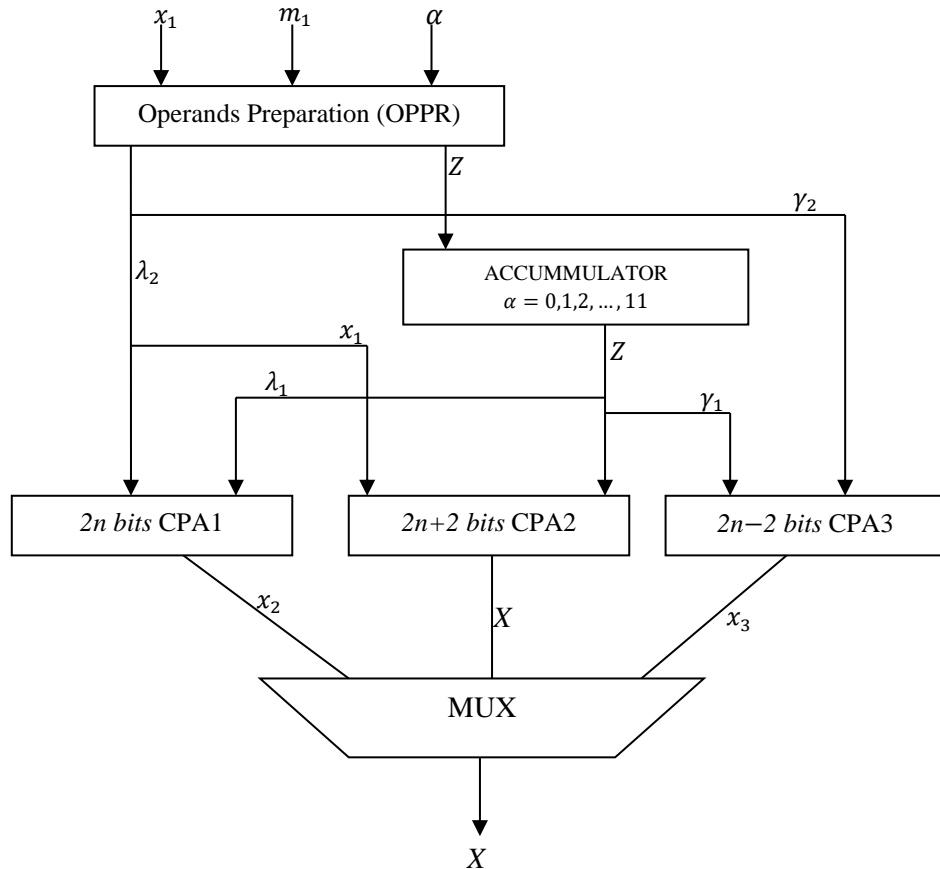 x₁ m₁ α
Operands Preparation (OPPR)
Z
γ₂
λ₂
ACCUMMULATOR
α = 0,1,2, … , 11
x₁
Z
λ₁
γ₁
2n bits CPA1
2n+2 bits CPA2
2n−2 bits CPA3
x₂
X
x₃
MUX
X